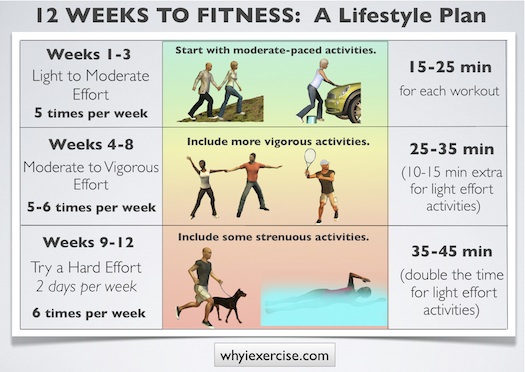 12 WEEKS TO FITNESS: A Lifestyle Plan
Weeks 1-3
Light to Moderate
Effort
5 times per week
Start with moderate-paced activities.
15-25 min
for each workout
Weeks 4-8
Moderate to Vigorous
Effort
5-6 times per week
Include more vigorous activities.
25-35 min
(10-15 min extra
for light effort
activities)
Weeks 9-12
Try a Hard Effort
2 days per week
6 times per week
Include some strenuous activities.
35-45 min
(double the time
for light effort
activities)
whyiexercise.com